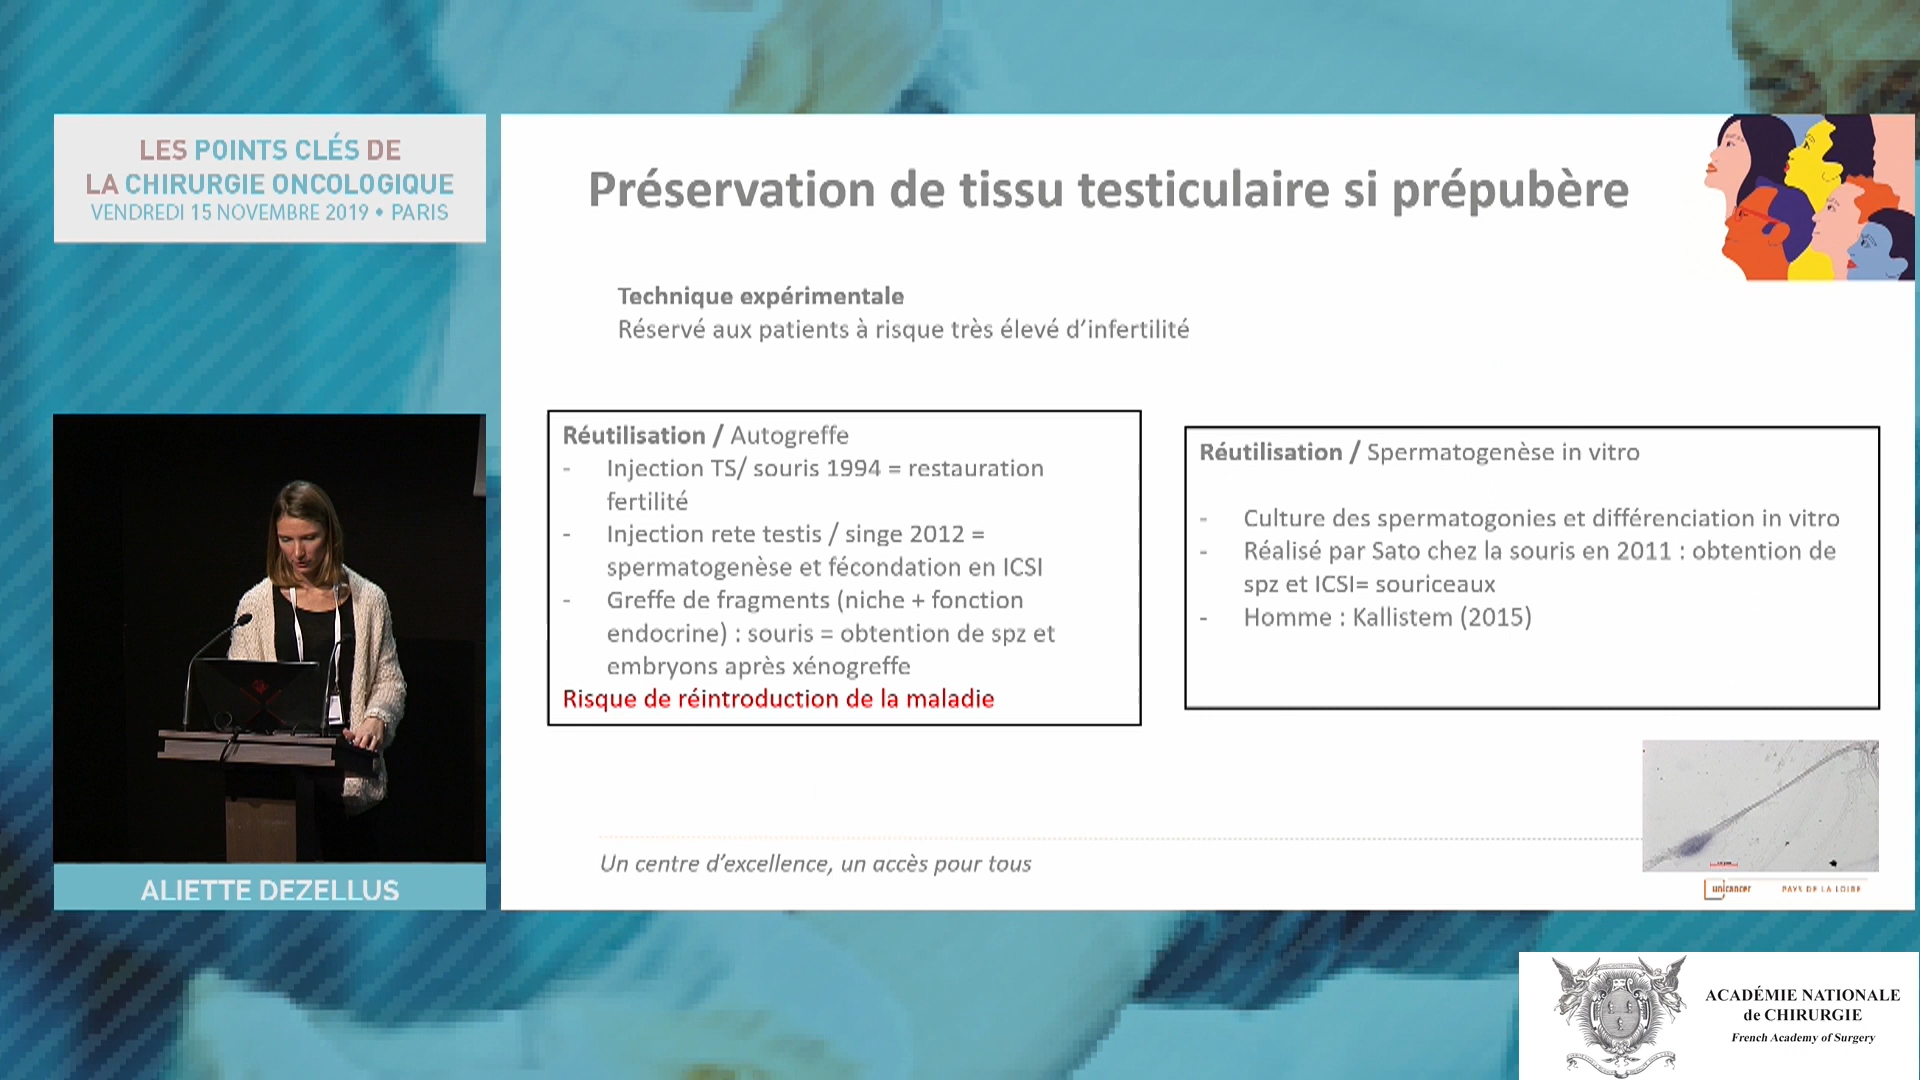 LES POINTS CLÉS DE
LA CHIRURGIE ONCOLOGIQUE
VENDREDI 15 NOVEMBRE 2019 • PARIS
Préservation de tissu testiculaire si prépubère
Technique expérimentale
Réservé aux patients à risque très élevé d’infertilité
Réutilisation / Autogreffe
- Injection TS/ souris 1994 = restauration
fertilité
- Injection rete testis / singe 2012 =
spermatogenèse et fécondation en ICSI
- Greffe de fragments (niche + fonction
endocrine) : souris = obtention de spz et
embryons après xénogreffe
Risque de réintroduction de la maladie
Réutilisation / Spermatogenèse in vitro
- Culture des spermatogonies et différenciation in vitro
- Réalisé par Sato chez la souris en 2011 : obtention de
spz et ICSI= souriceaux
- Homme : Kallistem (2015)
Un centre d’excellence, un accès pour tous
unicancer
PAYS DE LA LOIRE
ALIETTE DEZELLUS
ACADÉMIE NATIONALE
de CHIRURGIE
French Academy of Surgery